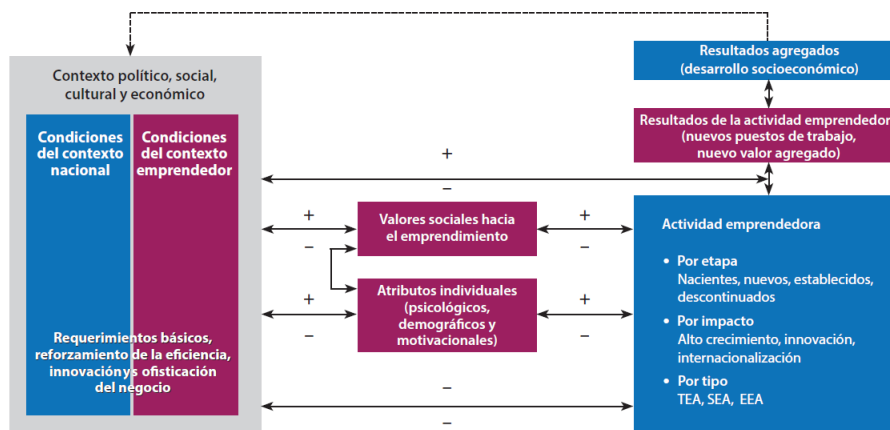 Contexto político, social,
cultural y económico
Condiciones
del contexto
nacional
Condiciones
del contexto
emprendedor
Requerimientos básicos,
reforzamiento de la eficiencia,
innovación y s ofisticación
del negocio
+
–
+
–
Valores sociales hacia
el emprendimiento
+
–
+
–
Atributos individuales
(psicológicos,
demográficos y
motivacionales)
+
–
–
–
Resultados agregados
(desarrollo socioeconómico)
Resultados de la actividad emprendedor
(nuevos puestos de trabajo,
nuevo valor agregado)
Actividad emprendedora
• Por etapa
Nacientes, nuevos, establecidos,
descontinuados
• Por impacto
Alto crecimiento, innovación,
internacionalización
• Por tipo
TEA, SEA, EEA